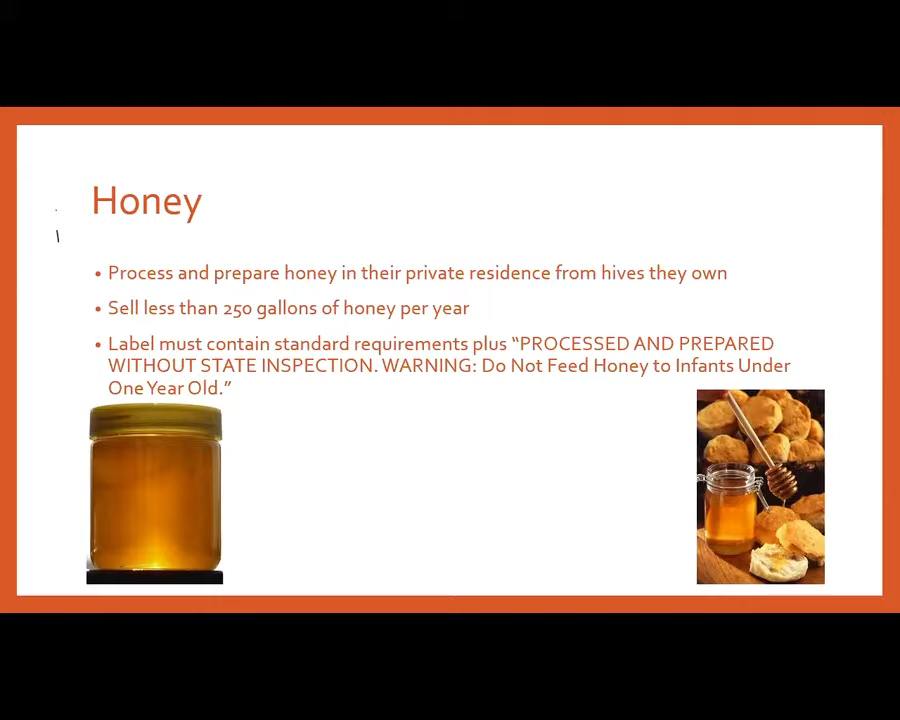 Honey
• Process and prepare honey in their private residence from hives they own
• Sell less than 250 gallons of honey per year
• Label must contain standard requirements plus “PROCESSED AND PREPARED
WITHOUT STATE INSPECTION. WARNING: Do Not Feed Honey to Infants Under
One Year Old.”